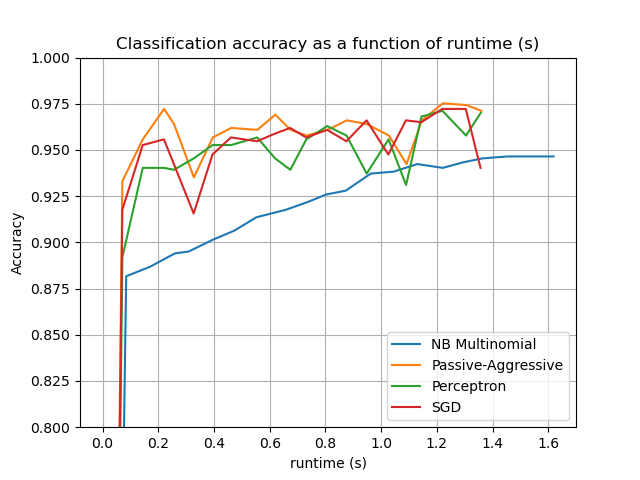 Classification accuracy as a function of runtime (s)
1.000
0.975
0.950
0.925
0.900
0.875
0.850
0.825
0.800
Accuracy
NB Multinomial
Passive-Aggressive
Perceptron
SGD
0.0 0.2 0.4 0.6 0.8 1.0 1.2 1.4 1.6
runtime (s)